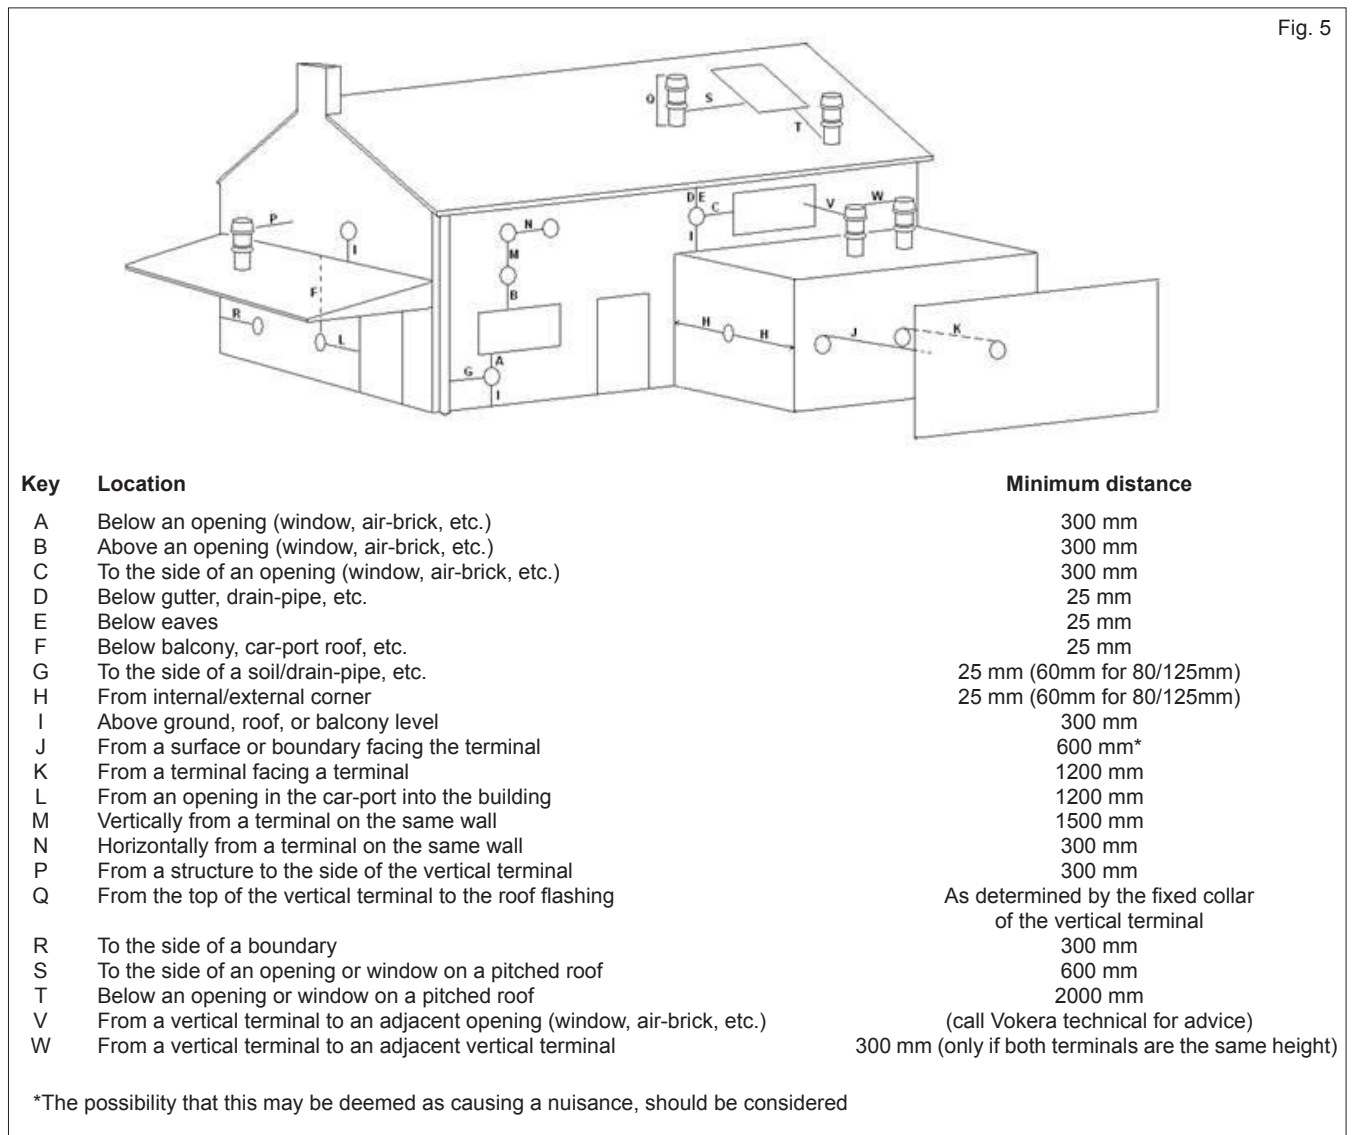 Fig. 5
Q
S
T
D E
C
V
W
I
P
N
I
M
F
B
R
L
H
H
J
K
A
G
I
Key Location Minimum distance
A Below an opening (window, air-brick, etc.) 300 mm
B Above an opening (window, air-brick, etc.) 300 mm
C To the side of an opening (window, air-brick, etc.) 300 mm
D Below gutter, drain-pipe, etc. 25 mm
E Below eaves 25 mm
F Below balcony, car-port roof, etc. 25 mm
G To the side of a soil/drain-pipe, etc. 25 mm (60mm for 80/125mm)
H From internal/external corner 25 mm (60mm for 80/125mm)
I Above ground, roof, or balcony level 300 mm
J From a surface or boundary facing the terminal 600 mm*
K From a terminal facing a terminal 1200 mm
L From an opening in the car-port into the building 1200 mm
M Vertically from a terminal on the same wall 1500 mm
N Horizontally from a terminal on the same wall 300 mm
P From a structure to the side of the vertical terminal 300 mm
Q From the top of the vertical terminal to the roof flashing As determined by the fixed collar
of the vertical terminal
R To the side of a boundary 300 mm
S To the side of an opening or window on a pitched roof 600 mm
T Below an opening or window on a pitched roof 2000 mm
V From a vertical terminal to an adjacent opening (window, air-brick, etc.) (call Vokera technical for advice)
W From a vertical terminal to an adjacent vertical terminal 300 mm (only if both terminals are the same height)
*The possibility that this may be deemed as causing a nuisance, should be considered